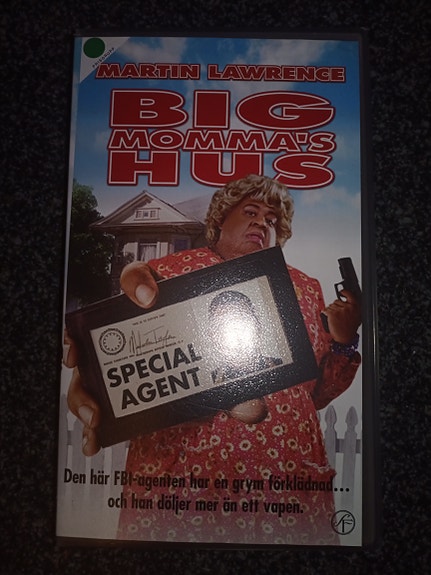 MARTIN LAWRENCE
BIG
MOMMA'S
HUS
SPECIAL
AGENT
Den här FBI-agenten har en grym förklädnad...
och han döljer mer än ett vapen.
SF